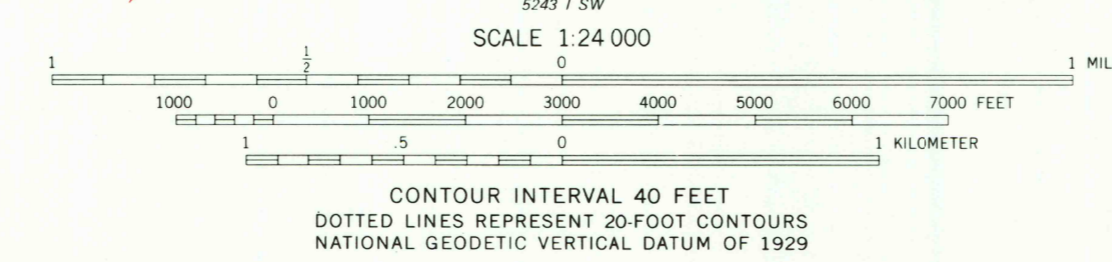 5243 I SW
SCALE 1:24 000
1 1/2 0 1 MIL
1000 0 1000 2000 3000 4000 5000 6000 7000 FEET
1 .5 0 1 KILOMETER
CONTOUR INTERVAL 40 FEET
DOTTED LINES REPRESENT 20-FOOT CONTOURS
NATIONAL GEODETIC VERTICAL DATUM OF 1929